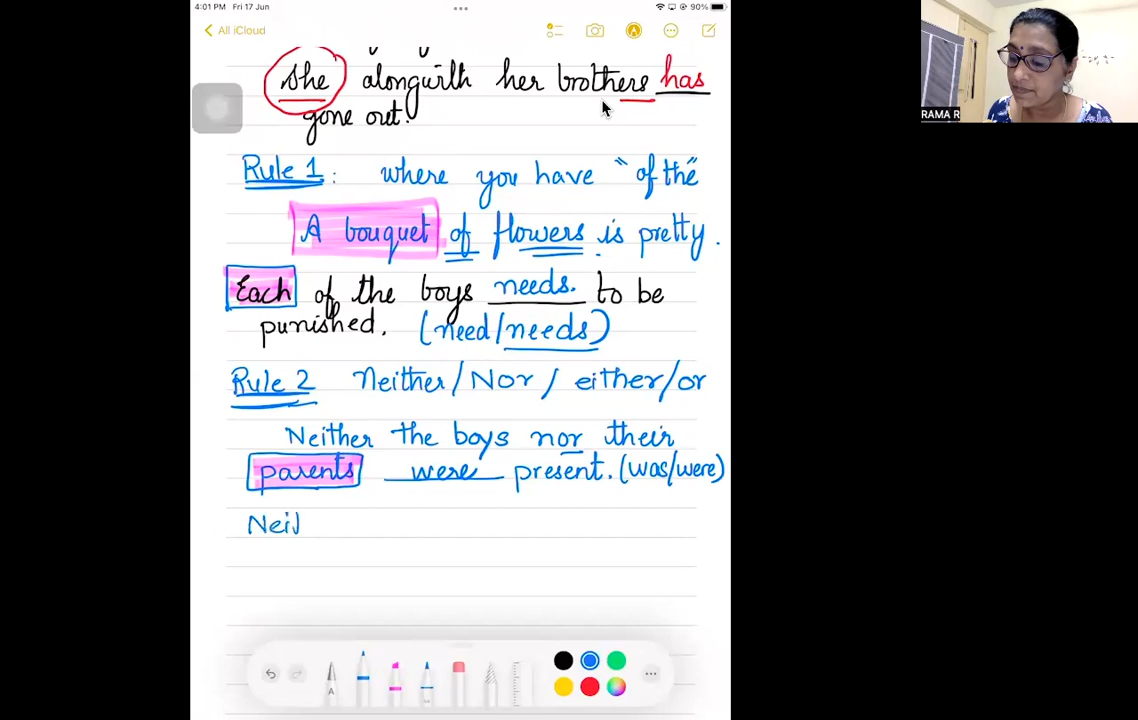 4:01 PM Fri 17 Jun
90%
All iCloud
She alongwith her brothers has
gone out.
Rule 1: where you have "of the"
A bouquet of flowers is pretty.
Each of the boys needs. to be
punished. (need/needs)
Rule 2 Neither/Nor/either/or
Neither the boys nor their
parents were present. (was/were)
Nei
RAMA R
A